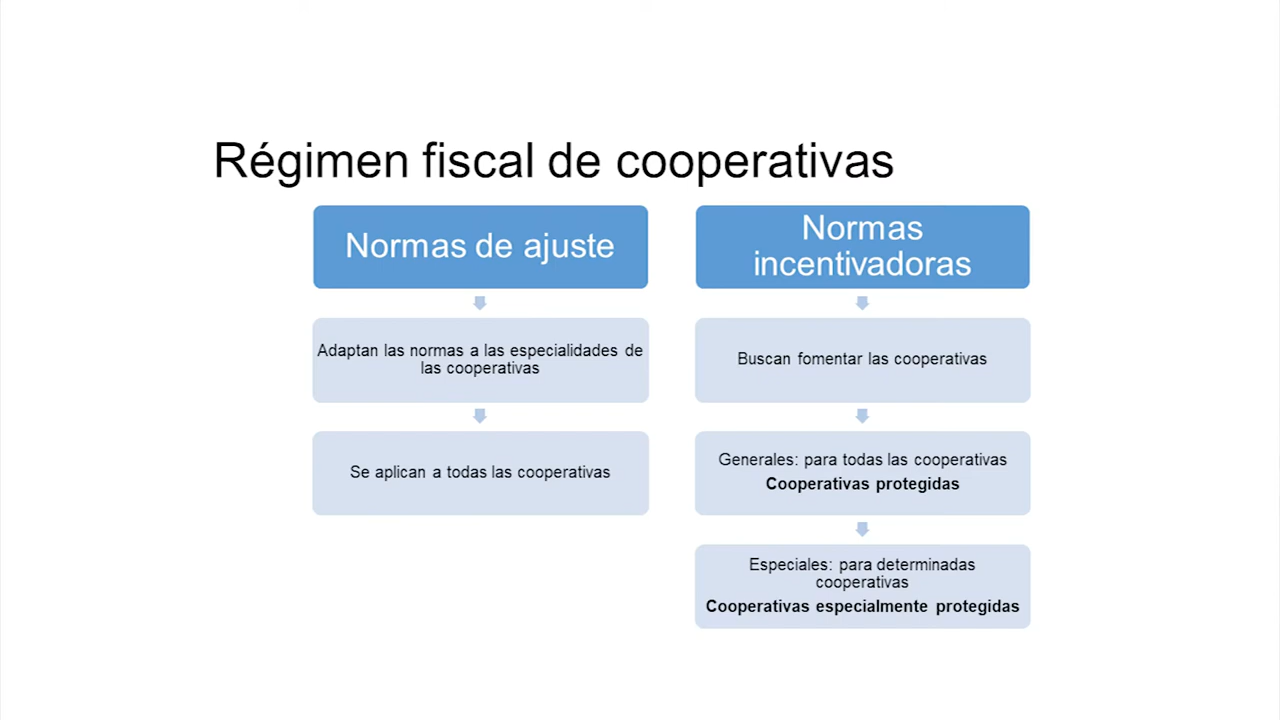 Régimen fiscal de cooperativas
Normas de ajuste
Adaptan las normas a las especialidades de
las cooperativas
Se aplican a todas las cooperativas
Normas
incentivadoras
Buscan fomentar las cooperativas
Generales: para todas las cooperativas
Cooperativas protegidas
Especiales: para determinadas
cooperativas
Cooperativas especialmente protegidas